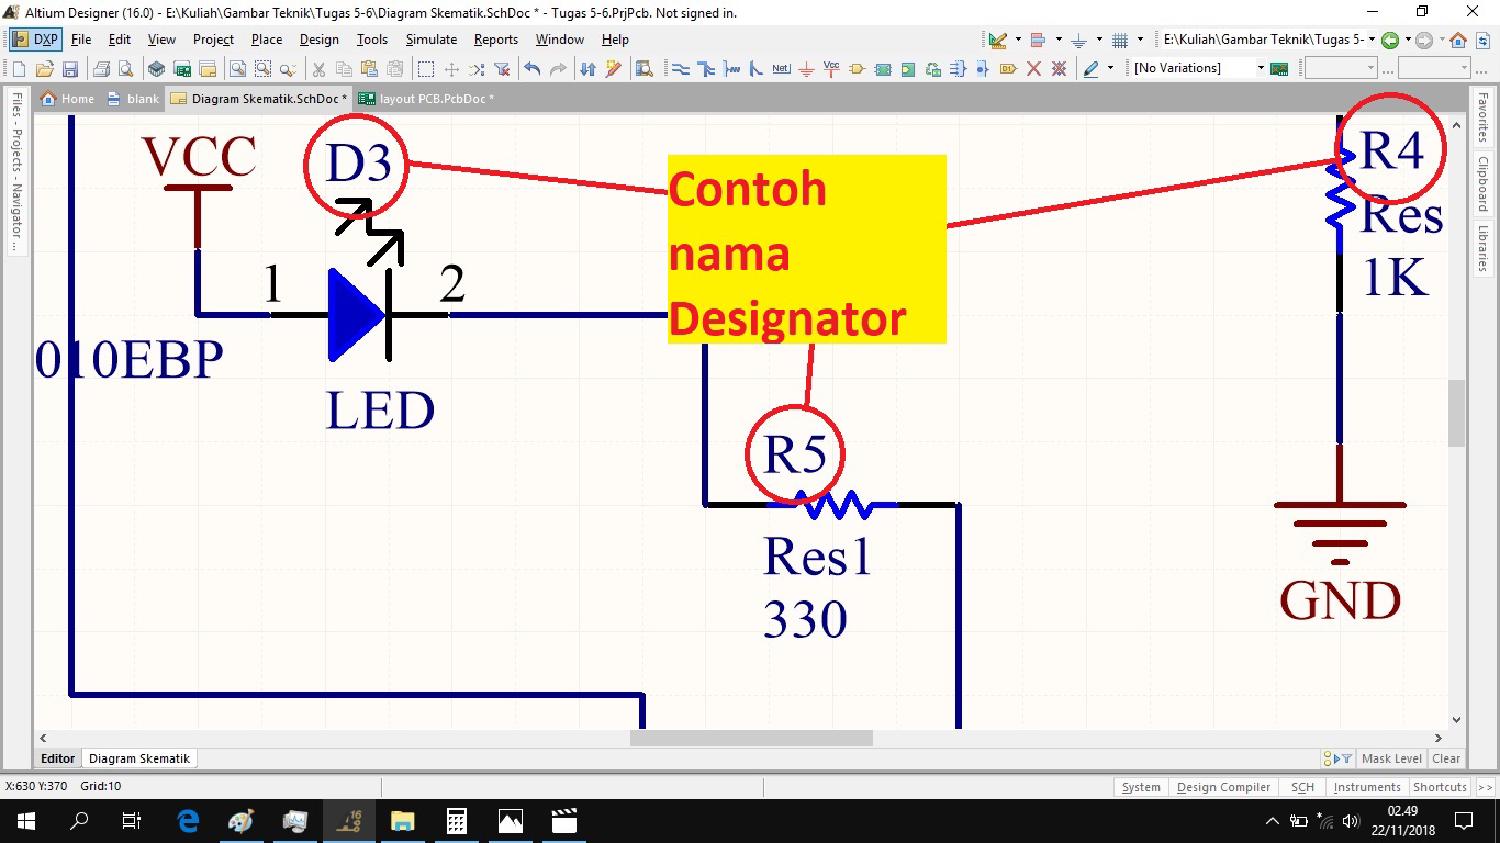 Altium Designer (16.0) - E:\Kuliah\Gambar Teknik\Tugas 5-6\Diagram Skematik.SchDoc * - Tugas 5-6.PrjPcb. Not signed in.
DXP File Edit View Project Place Design Tools Simulate Reports Window Help E:\Kuliah\Gambar Teknik\Tugas 5-
Net Vcc [No Variations] ... ...
Home blank Diagram Skematik.SchDoc * layout PCB.PcbDoc *
Files - Projects - Navigator ...
Favorites
Clipboard
Libraries
VCC
D3
Contoh
nama
Designator
R4
Res
1K
1
2
010EBP
LED
R5
Res1
330
GND
Editor Diagram Skematik Mask Level Clear
X:630 Y:370 Grid:10 System Design Compiler SCH Instruments Shortcuts >>
16
02.49
22/11/2018